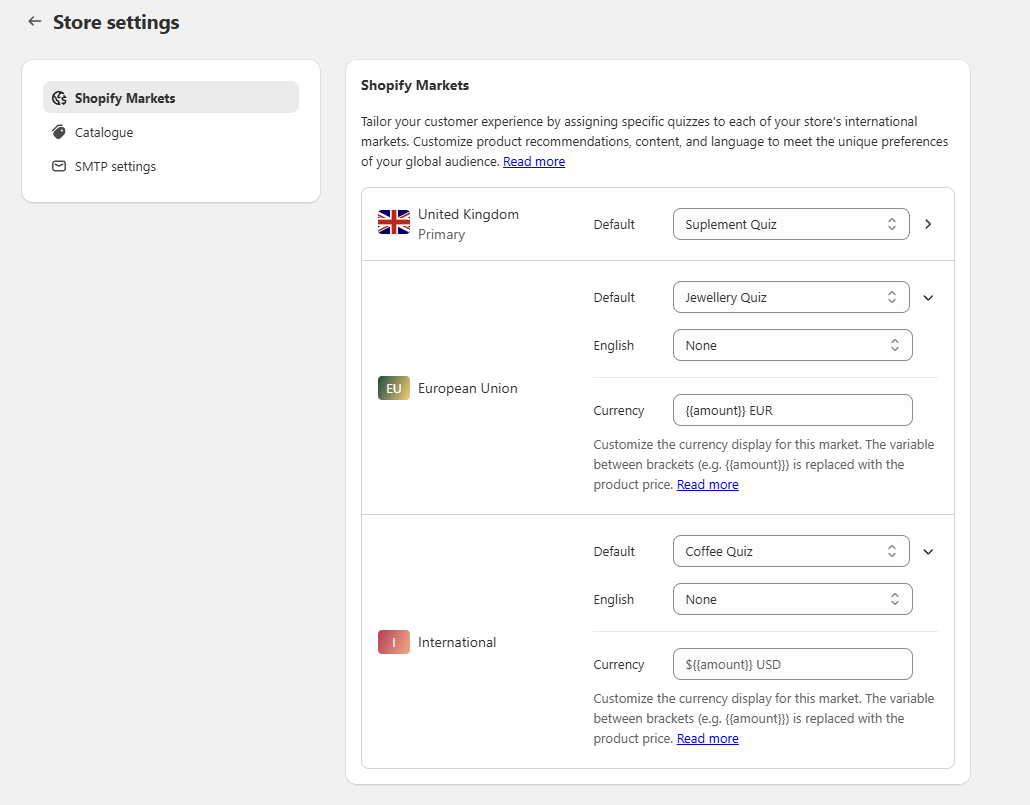 Store settings
Shopify Markets
Catalogue
SMTP settings
Shopify Markets
Tailor your customer experience by assigning specific quizzes to each of your store's international
markets. Customize product recommendations, content, and language to meet the unique preferences
of your global audience. Read more
United Kingdom
Primary
Default
Suplement Quiz
Default
Jewellery Quiz
English
None
EU
European Union
Currency
{{amount}} EUR
Customize the currency display for this market. The variable
between brackets (e.g. {{amount}}) is replaced with the
product price. Read more
Default
Coffee Quiz
English
None
I
International
Currency
${{amount}} USD
Customize the currency display for this market. The variable
between brackets (e.g. {{amount}}) is replaced with the
product price. Read more